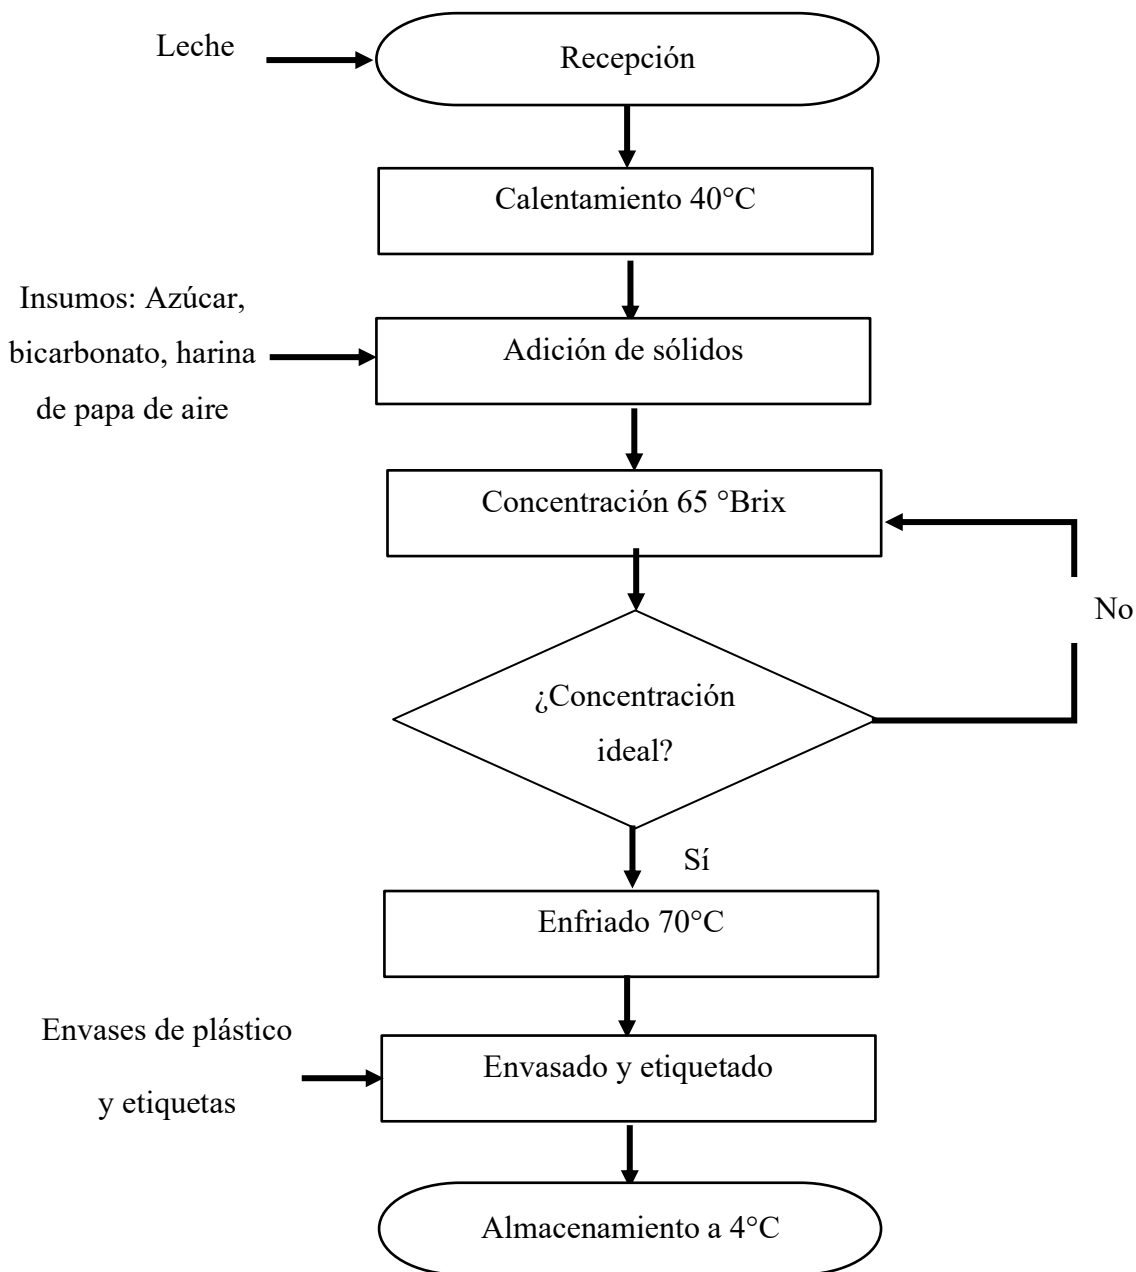 Leche
Recepción
Calentamiento 40°C
Insumos: Azúcar,
bicarbonato, harina
de papa de aire
Adición de sólidos
Concentración 65 °Brix
No
¿Concentración
ideal?
Sí
Enfriado 70°C
Envases de plástico
y etiquetas
Envasado y etiquetado
Almacenamiento a 4°C